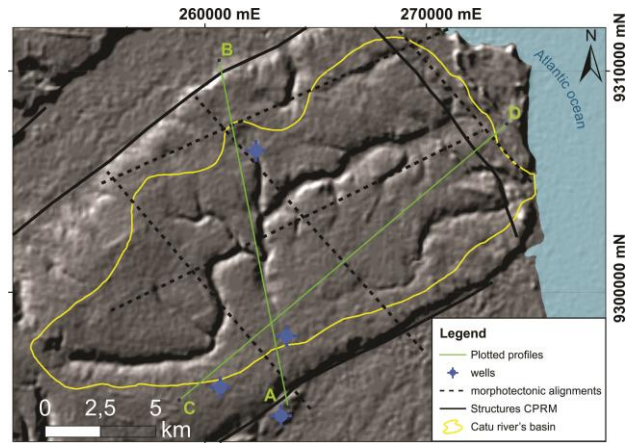 260000 mE
270000 mE
B
N
9310000 mN
Atlantic ocean
D
9300000 mN
Legend
Plotted profiles
wells
morphotectonic alignments
Structures CPRM
Catu river's basin
A
C
0 2,5 5
km